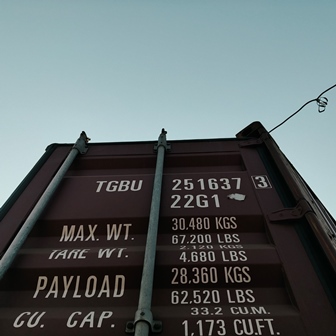 TGBU 251637 3
22G1
MAX. WT. 30.480 KGS
67.200 LBS
TARE WT. 2.120 KGS
4.680 LBS
PAYLOAD 28.360 KGS
62.520 LBS
CU. CAP. 33.2 CU.M.
1,173 CU.FT.